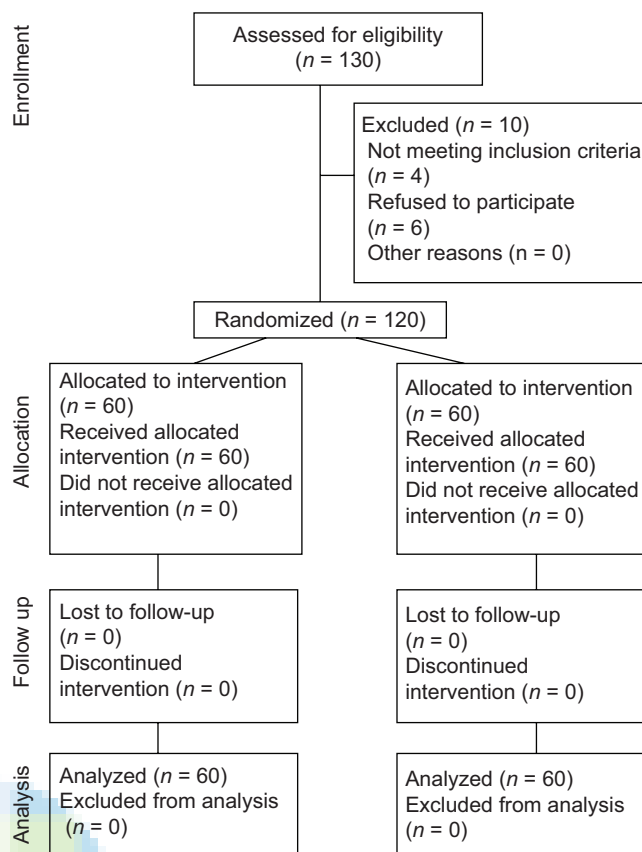 Enrollment
Assessed for eligibility
(n = 130)
Excluded (n = 10)
Not meeting inclusion criteria
(n = 4)
Refused to participate
(n = 6)
Other reasons (n = 0)
Randomized (n = 120)
Allocation
Allocated to intervention
(n = 60)
Received allocated
intervention (n = 60)
Did not receive allocated
intervention (n = 0)
Allocated to intervention
(n = 60)
Received allocated
intervention (n = 60)
Did not receive allocated
intervention (n = 0)
Follow up
Lost to follow-up
(n = 0)
Discontinued
intervention (n = 0)
Lost to follow-up
(n = 0)
Discontinued
intervention (n = 0)
Analysis
Analyzed (n = 60)
Excluded from analysis
(n = 0)
Analyzed (n = 60)
Excluded from analysis
(n = 0)